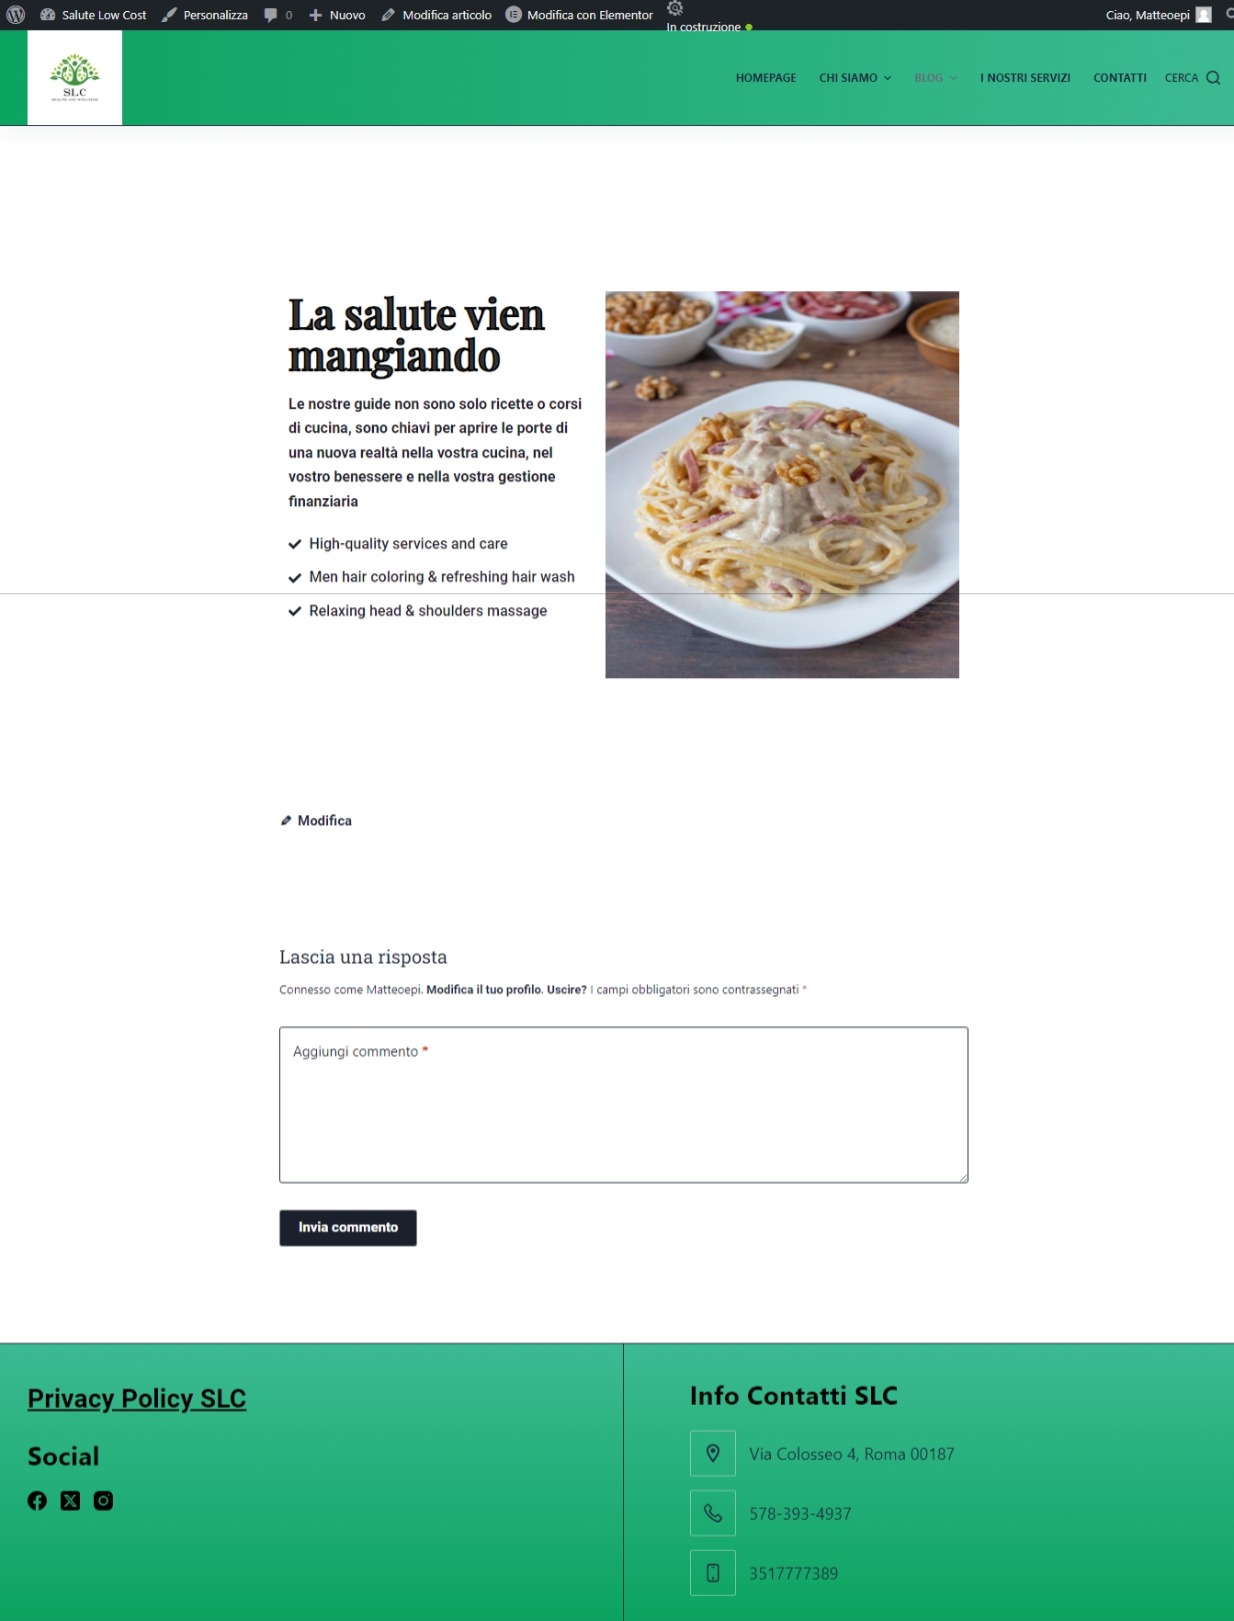 Salute Low Cost Personalizza 0 Nuovo Modifica articolo Modifica con Elementor In costruzione Ciao, Matteoepi
SLC
HEALTH AND WELLNESS
HOMEPAGE CHI SIAMO BLOG I NOSTRI SERVIZI CONTATTI CERCA
La salute vien
mangiando
Le nostre guide non sono solo ricette o corsi
di cucina, sono chiavi per aprire le porte di
una nuova realtà nella vostra cucina, nel
vostro benessere e nella vostra gestione
finanziaria
High-quality services and care
Men hair coloring & refreshing hair wash
Relaxing head & shoulders massage
Modifica
Lascia una risposta
Connesso come Matteoepi. Modifica il tuo profilo. Uscire? I campi obbligatori sono contrassegnati *
Aggiungi commento *
Invia commento
Privacy Policy SLC
Social
Info Contatti SLC
Via Colosseo 4, Roma 00187
578-393-4937
3517777389